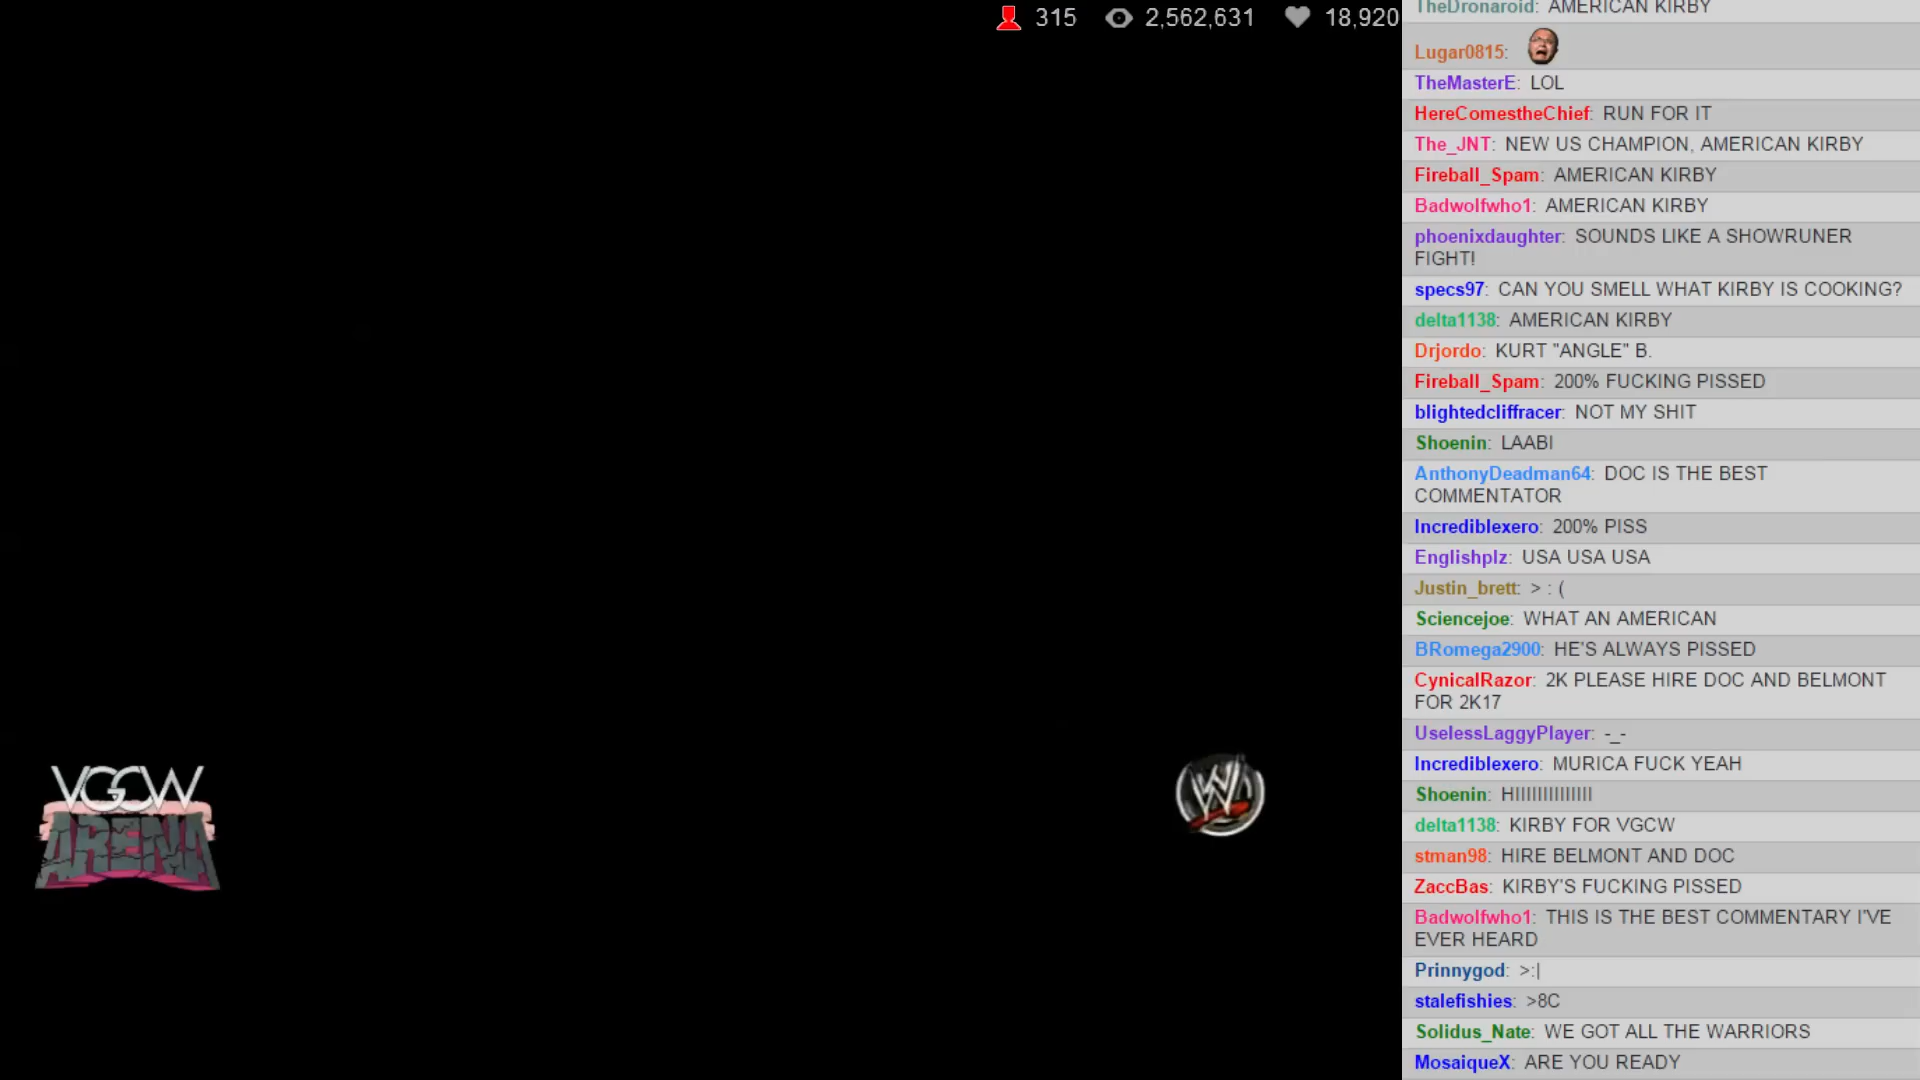 315 2,562,631 18,920
TheDronaroid: AMERICAN KIRBY
Lugar0815:
TheMasterE: LOL
HereComestheChief: RUN FOR IT
The_JNT: NEW US CHAMPION, AMERICAN KIRBY
Fireball_Spam: AMERICAN KIRBY
Badwolfwho1: AMERICAN KIRBY
phoenixdaughter: SOUNDS LIKE A SHOWRUNER
FIGHT!
specs97: CAN YOU SMELL WHAT KIRBY IS COOKING?
delta1138: AMERICAN KIRBY
Drjordo: KURT "ANGLE" B.
Fireball_Spam: 200% FUCKING PISSED
blightedcliffracer: NOT MY SHIT
Shoenin: LAABI
AnthonyDeadman64: DOC IS THE BEST
COMMENTATOR
Incrediblexero: 200% PISS
Englishplz: USA USA USA
Justin_brett: > : (
Sciencejoe: WHAT AN AMERICAN
BRomega2900: HE'S ALWAYS PISSED
CynicalRazor: 2K PLEASE HIRE DOC AND BELMONT
FOR 2K17
UselessLaggyPlayer: -_-
Incrediblexero: MURICA FUCK YEAH
Shoenin: HIIIIIIIIIIIIII
delta1138: KIRBY FOR VGCW
stman98: HIRE BELMONT AND DOC
ZaccBas: KIRBY'S FUCKING PISSED
Badwolfwho1: THIS IS THE BEST COMMENTARY I'VE
EVER HEARD
Prinnygod: >:|
stalefishies: >8C
Solidus_Nate: WE GOT ALL THE WARRIORS
MosaiqueX: ARE YOU READY
VGCW
ARENA
W